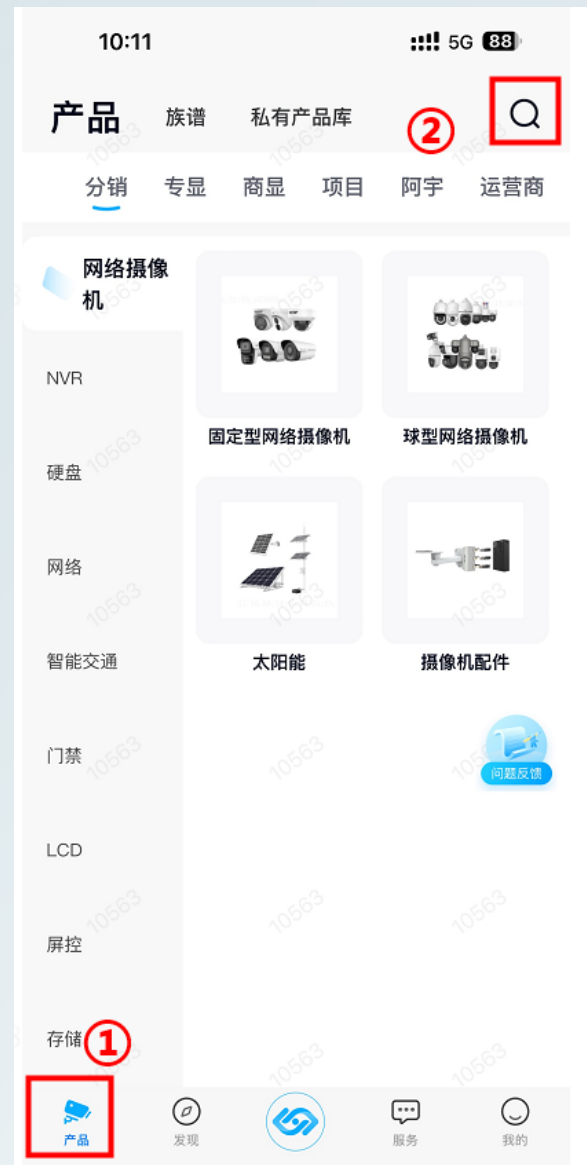 10:11 5G 88
产品 族谱 私有产品库 ②
分销 专显 商显 项目 阿宇 运营商
网络摄像
机
NVR
固定型网络摄像机 球型网络摄像机
硬盘
网络
智能交通
太阳能 摄像机配件
门禁
问题反馈
LCD
屏控
存储 ①
产品 发现 服务 我的
10563